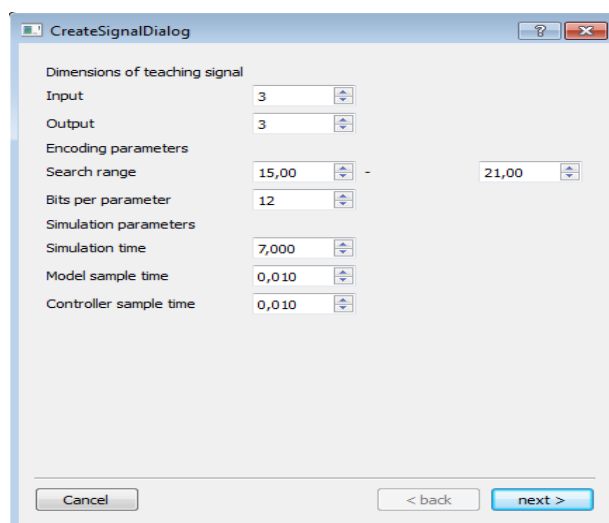 CreateSignalDialog
Dimensions of teaching signal
Input 3
Output 3
Encoding parameters
Search range 15,00 - 21,00
Bits per parameter 12
Simulation parameters
Simulation time 7,000
Model sample time 0,010
Controller sample time 0,010
Cancel < back next >